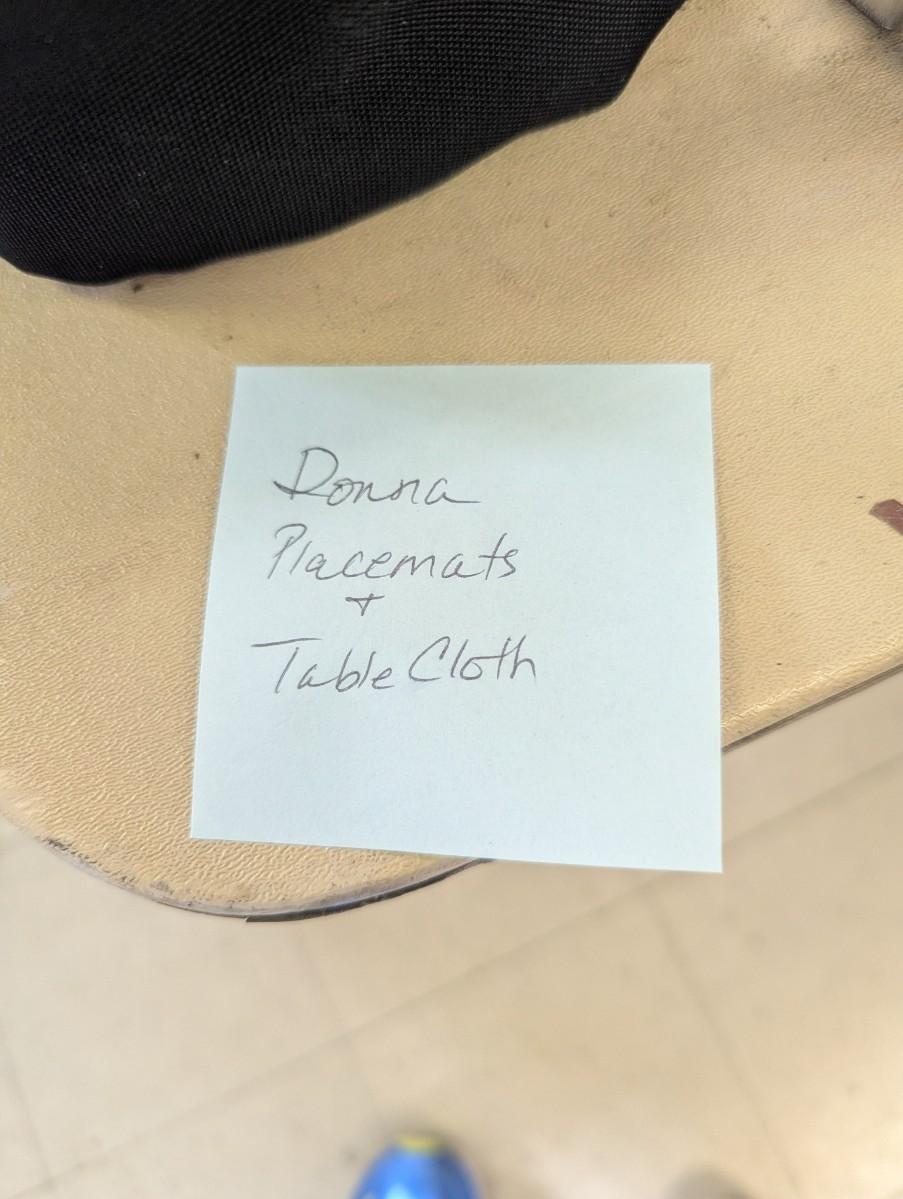 Donna
Placemats
+
Table Cloth